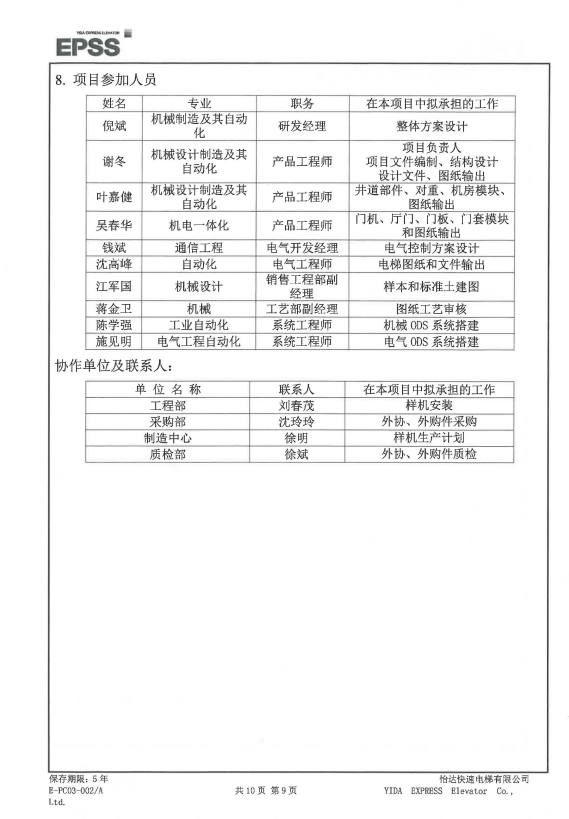 YIDA EXPRESS ELEVATOR
EPSS
8. 项目参加人员
姓名 专业 职务 在本项目中拟承担的工作
倪斌 机械制造及其自动化 研发经理 整体方案设计
谢冬 机械设计制造及其自动化 产品工程师 项目负责人 项目文件编制、结构设计 设计文件、图纸输出
叶嘉健 机械设计制造及其自动化 产品工程师 井道部件、对重、机房模块、图纸输出
吴春华 机电一体化 产品工程师 门机、厅门、门板、门套模块和图纸输出
钱斌 通信工程 电气开发经理 电气控制方案设计
沈高峰 自动化 电气工程师 电梯图纸和文件输出
江军国 机械设计 销售工程部副经理 样本和标准土建图
蒋金卫 机械 工艺部副经理 图纸工艺审核
陈学强 工业自动化 系统工程师 机械 ODS 系统搭建
施见明 电气工程自动化 系统工程师 电气 ODS 系统搭建
协作单位及联系人：
单 位 名 称 联系人 在本项目中拟承担的工作
工程部 刘春茂 样机安装
采购部 沈玲玲 外协、外购件采购
制造中心 徐明 样机生产计划
质检部 徐斌 外协、外购件质检
保存期限：5 年 怡达快速电梯有限公司
E-PC03-002/A 共 10 页 第 9 页 YIDA EXPRESS Elevator Co.,
Ltd.